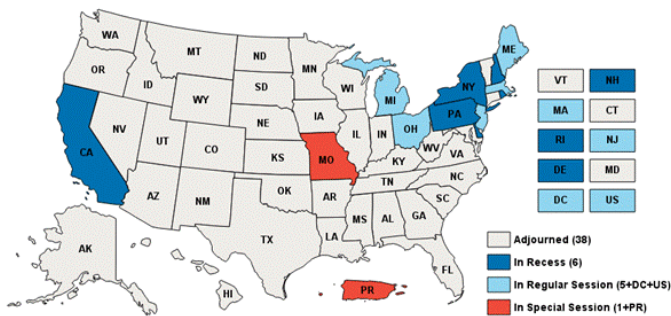 WA
MT
ND
MN
ME
OR
ID
SD
WI
MI
NY
WY
IA
PA
NE
NV
UT
CO
IL
IN
OH
WV
VA
CA
KS
MO
KY
NC
TN
AZ
NM
OK
AR
SC
MS
AL
GA
TX
LA
AK
FL
HI
PR
VT NH
MA CT
RI NJ
DE MD
DC US
Adjourned (38)
In Recess (6)
In Regular Session (5+DC+US)
In Special Session (1+PR)